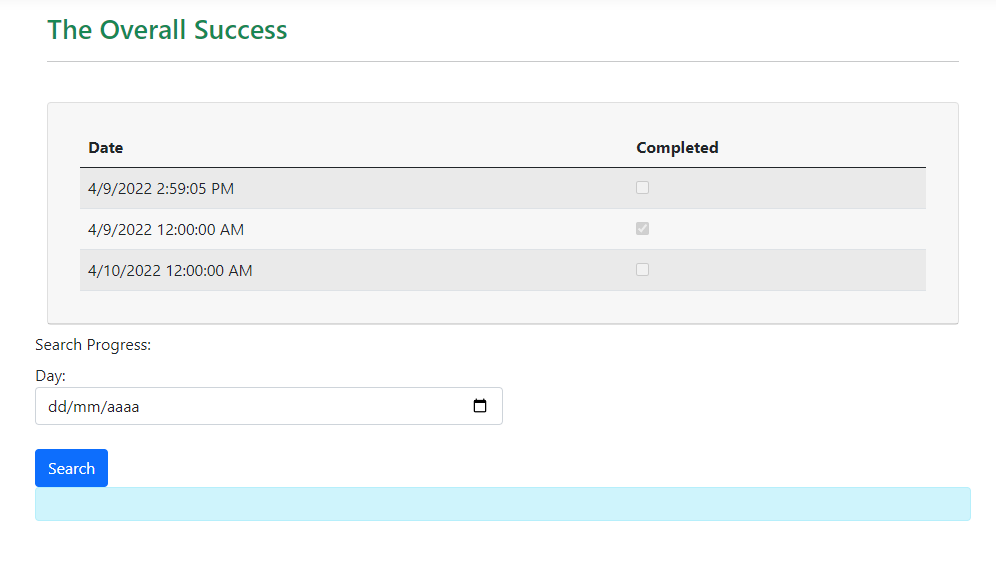 The Overall Success
Date Completed
4/9/2022 2:59:05 PM
4/9/2022 12:00:00 AM
4/10/2022 12:00:00 AM
Search Progress:
Day:
dd/mm/aaaa
Search